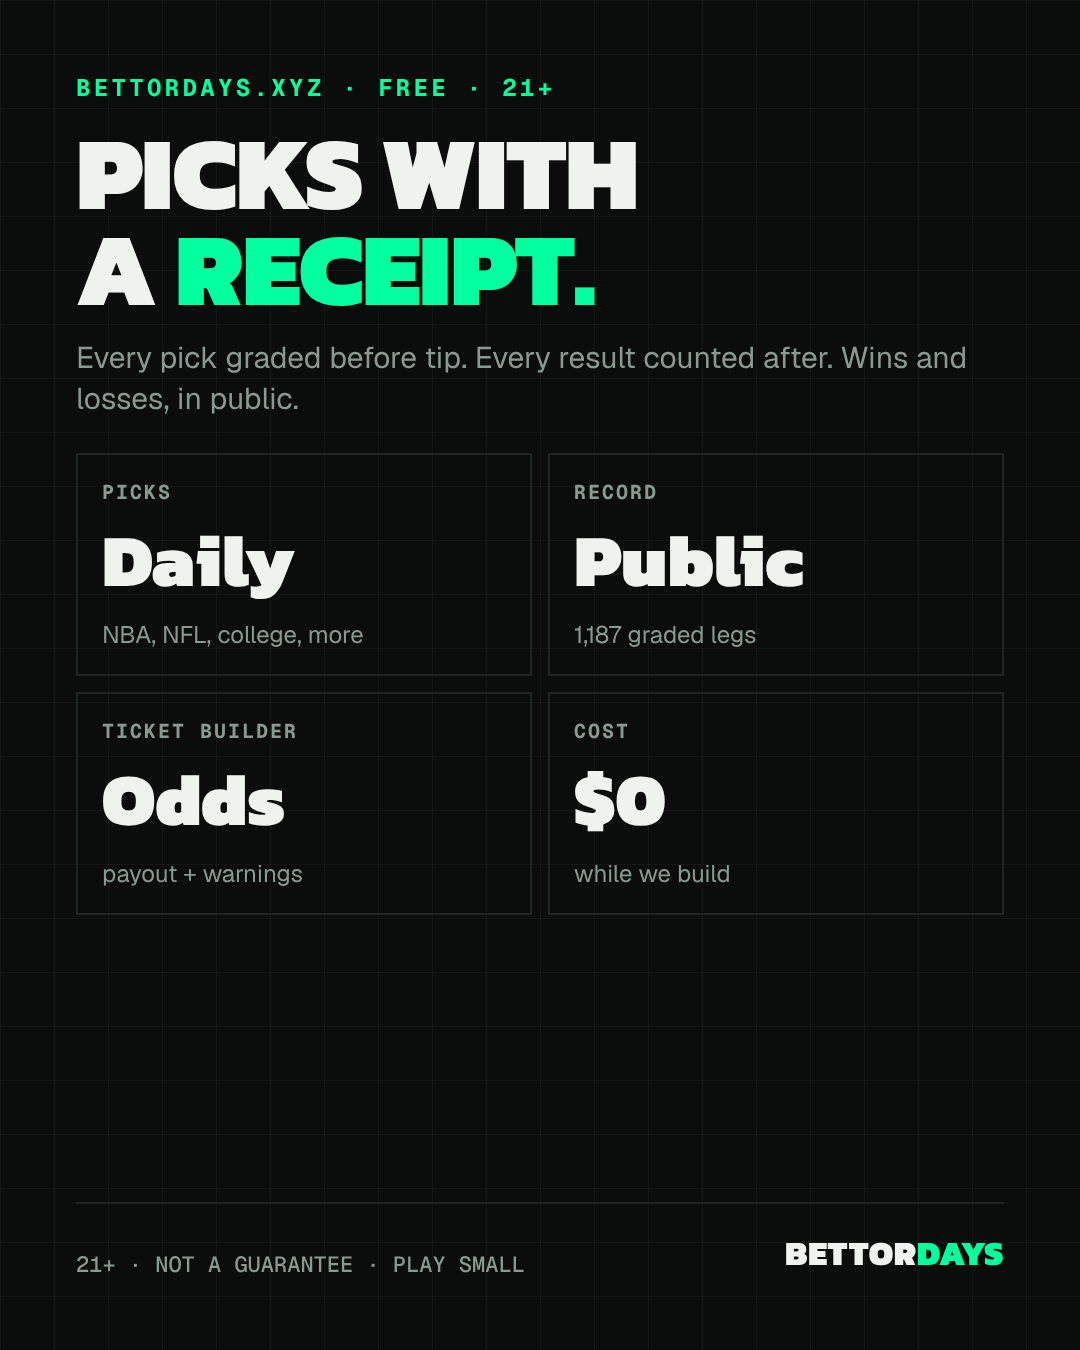 BETTORDAYS.XYZ · FREE · 21+
PICKS WITH
A RECEIPT.
Every pick graded before tip. Every result counted after. Wins and
losses, in public.
PICKS
Daily
NBA, NFL, college, more
RECORD
Public
1,187 graded legs
TICKET BUILDER
Odds
payout + warnings
COST
$0
while we build
21+ · NOT A GUARANTEE · PLAY SMALL
BETTORDAYS